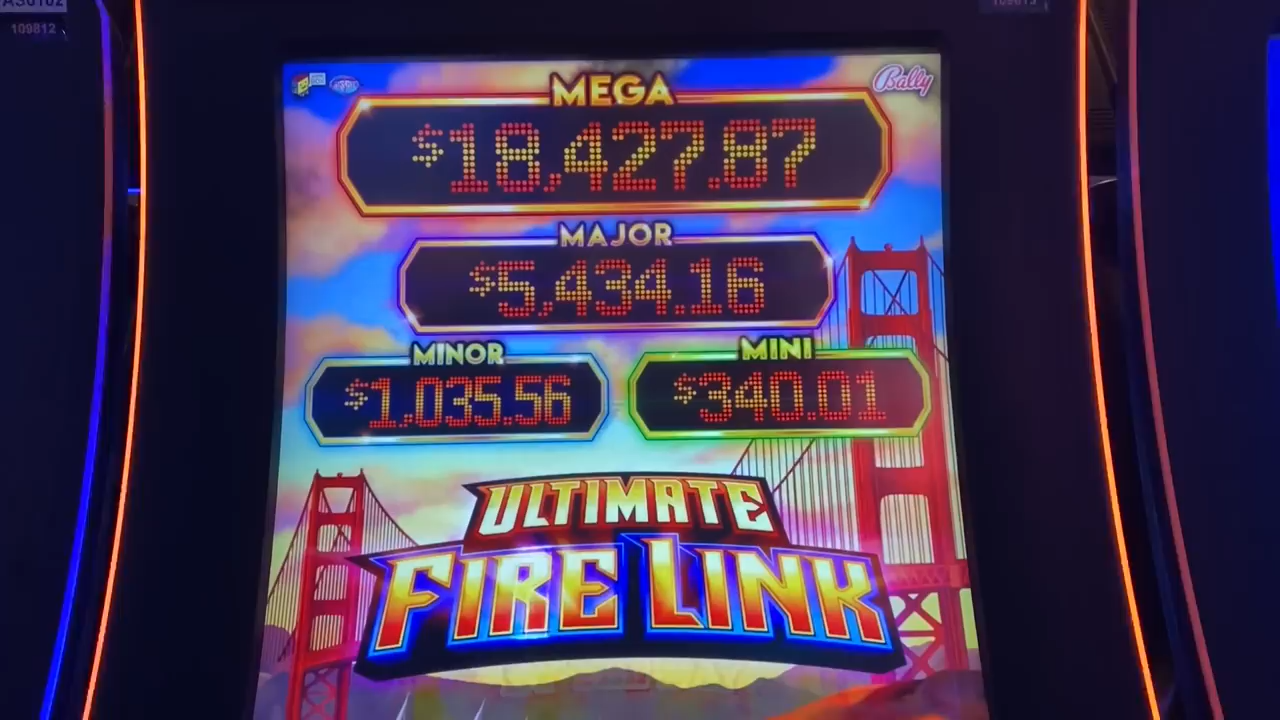 109812
Bally
MEGA
$18,427.87
MAJOR
$5,434.16
MINOR
$1,035.56
MINI
$340.01
ULTIMATE
FIRE LINK